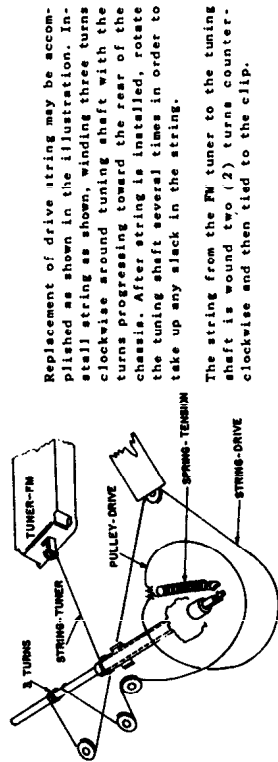 TUNER-FM
3 TURNS
STRING-TUNER
PULLEY-DRIVE
SPRING-TENSION
STRING-DRIVE
Replacement of drive string may be accom-
plished as shown in the illustration. In-
stall string as shown, winding three turns
clockwise around tuning shaft with the
turns progressing toward the rear of the
chassis. After string is installed, rotate
the tuning shaft several times in order to
take up any slack in the string.
The string from the FM tuner to the tuning
shaft is wound two (2) turns counter-
clockwise and then tied to the clip.